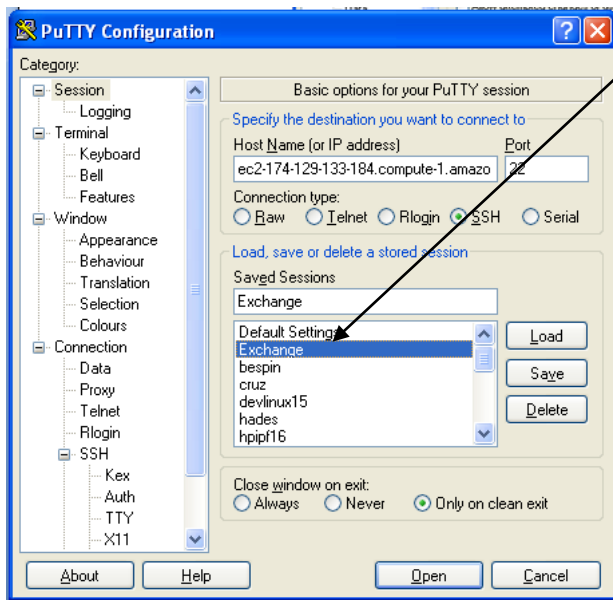 PuTTY Configuration
Category:
Session
Logging
Terminal
Keyboard
Bell
Features
Window
Appearance
Behaviour
Translation
Selection
Colours
Connection
Data
Proxy
Telnet
Rlogin
SSH
Kex
Auth
TTY
X11
Basic options for your PuTTY session
Specify the destination you want to connect to
Host Name (or IP address) Port
ec2-174-129-133-184.compute-1.amazo 22
Connection type:
Raw Telnet Rlogin SSH Serial
Load, save or delete a stored session
Saved Sessions
Exchange
Default Settings
Exchange
bespin
cruz
devlinux15
hades
hpipf16
Load
Save
Delete
Close window on exit:
Always Never Only on clean exit
About Help Open Cancel